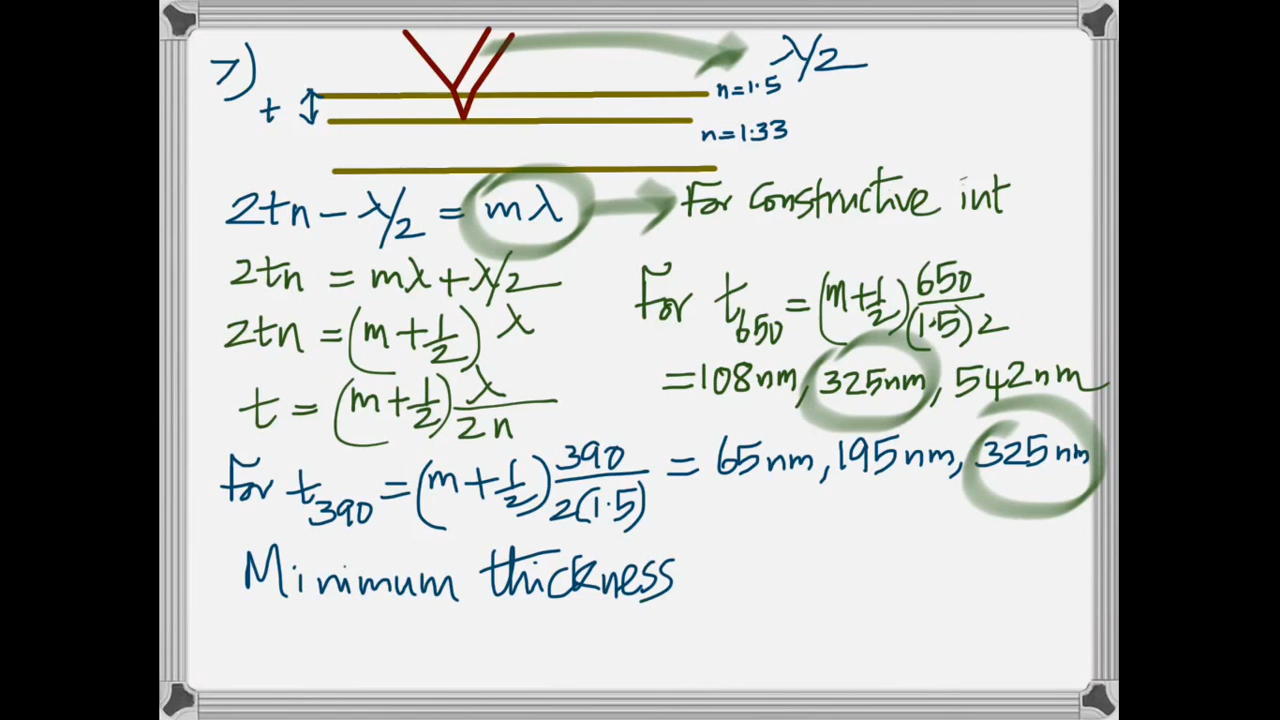 7)
λ/2
t
n=1.5
n=1.33
2tn - λ/2 = mλ
For constructive int
2tn = mλ + λ/2
2tn = (m+1/2) λ
t = (m+1/2) λ/2n
For t650 = (m+1/2) 650/(1.5)2
= 108nm, 325nm, 542nm
For t390 = (m+1/2) 390/2(1.5) = 65nm, 195nm, 325nm
Minimum thickness